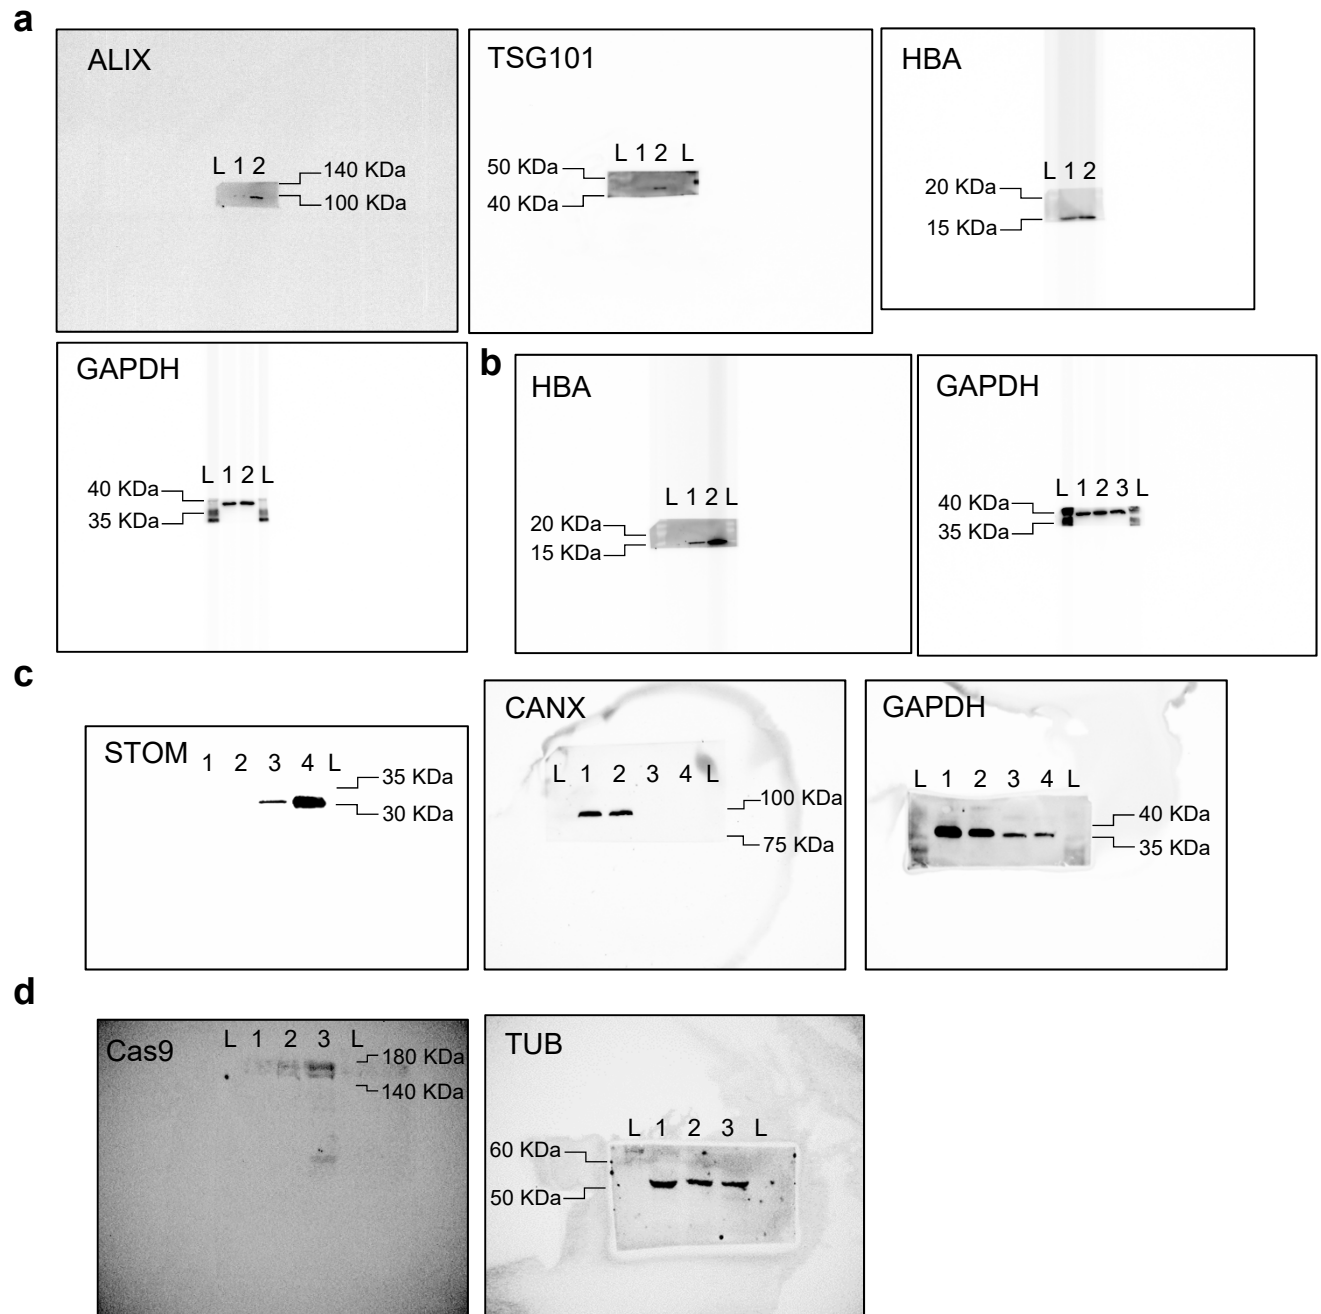 a
ALIX
L 1 2
140 KDa
100 KDa
TSG101
L 1 2 L
50 KDa
40 KDa
HBA
L 1 2
20 KDa
15 KDa
GAPDH
L 1 2 L
40 KDa
35 KDa
b
HBA
L 1 2 L
20 KDa
15 KDa
GAPDH
L 1 2 3 L
40 KDa
35 KDa
c
STOM
1 2 3 4 L
35 KDa
30 KDa
CANX
L 1 2 3 4 L
100 KDa
75 KDa
GAPDH
L 1 2 3 4 L
40 KDa
35 KDa
d
Cas9
L 1 2 3 L
180 KDa
140 KDa
TUB
L 1 2 3 L
60 KDa
50 KDa